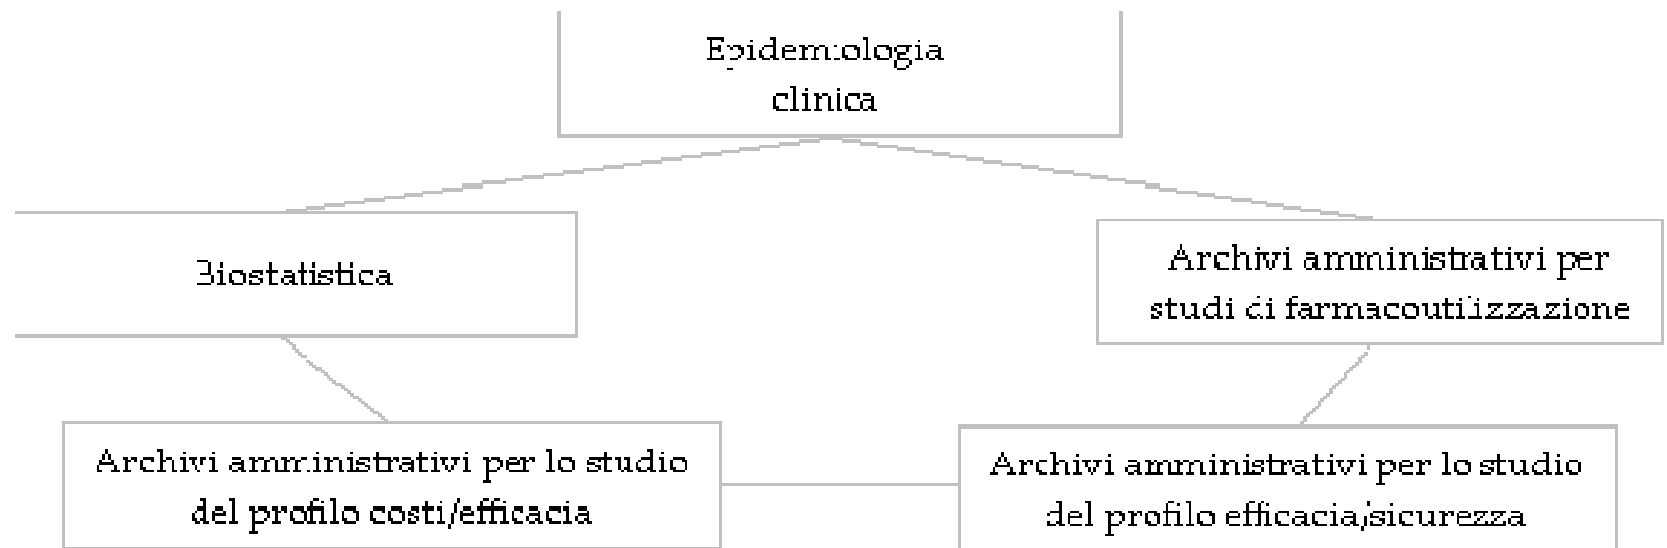 Epidemiologia
clinica
Biostatistica
Archivi amministrativi per
studi di farmacoutilizzazione
Archivi amministrativi per lo studio
del profilo costi/efficacia
Archivi amministrativi per lo studio
del profilo efficacia/sicurezza